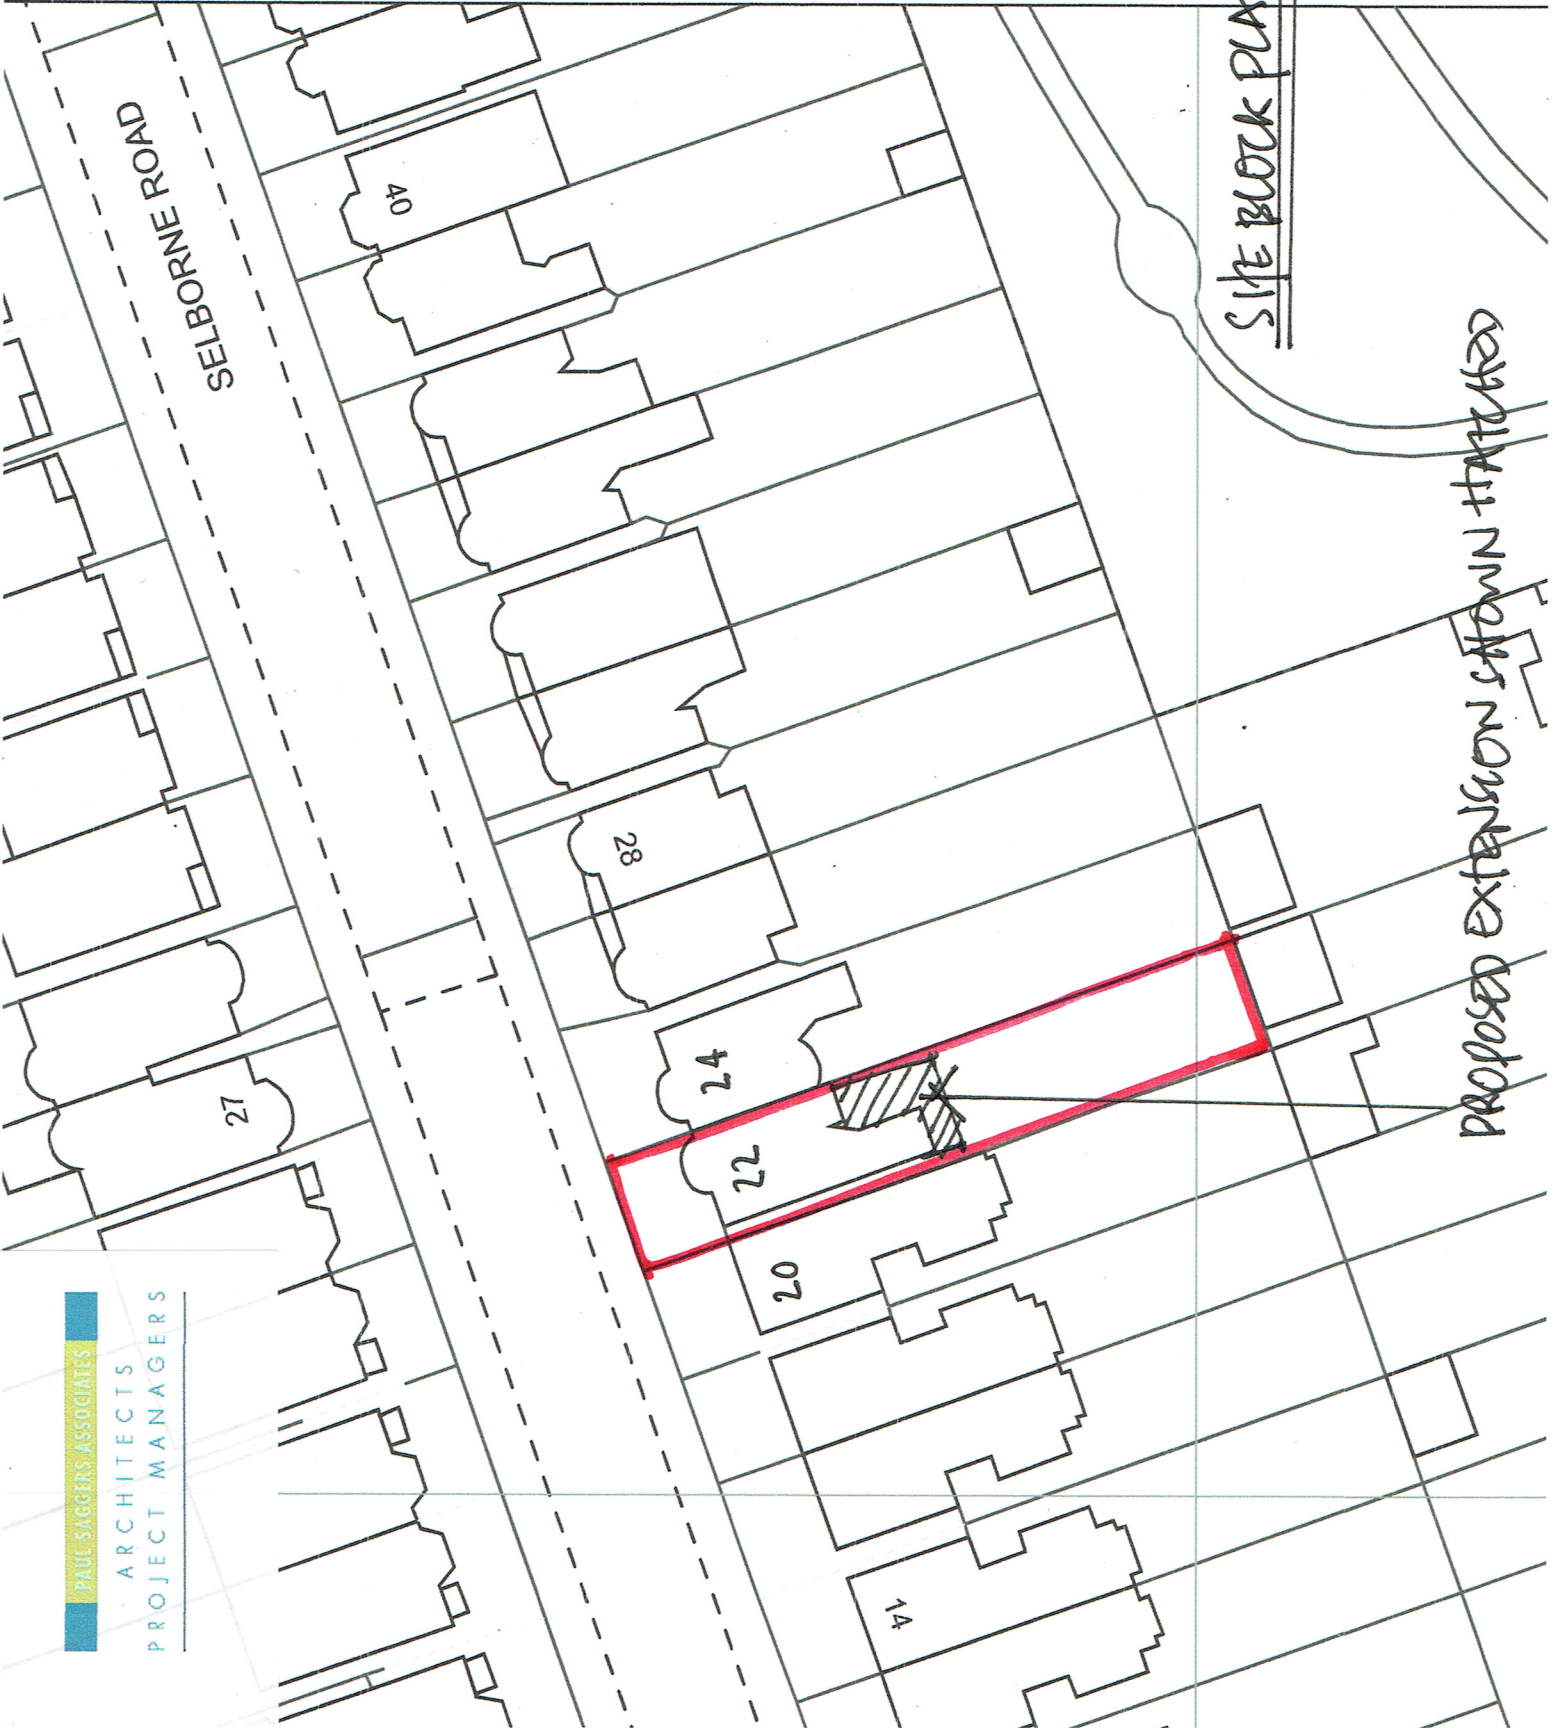 SITE BLOCK PLA
PROPOSED EXTENSION SHOWN HATCHED
SELBORNE ROAD
40
28
24
22
20
14
27
PAUL SAGGERS ASSOCIATES
ARCHITECTS
PROJECT MANAGERS